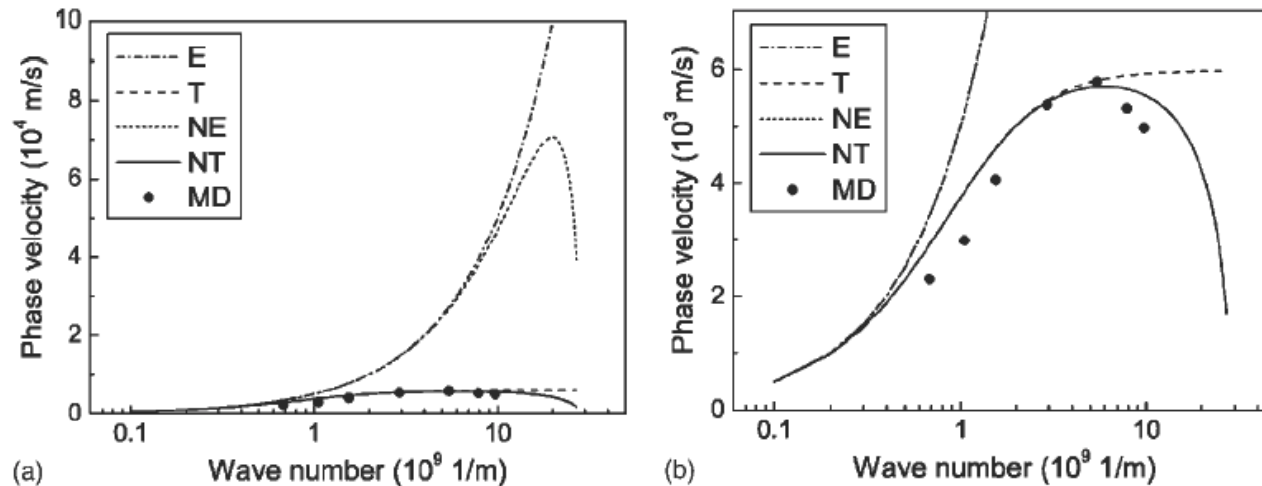 10
8
6
4
2
0
Phase velocity (10⁴ m/s)
E
T
NE
NT
MD
0.1
1
10
Wave number (10⁹ 1/m)
(a)
6
4
2
0
Phase velocity (10³ m/s)
E
T
NE
NT
MD
0.1
1
10
Wave number (10⁹ 1/m)
(b)